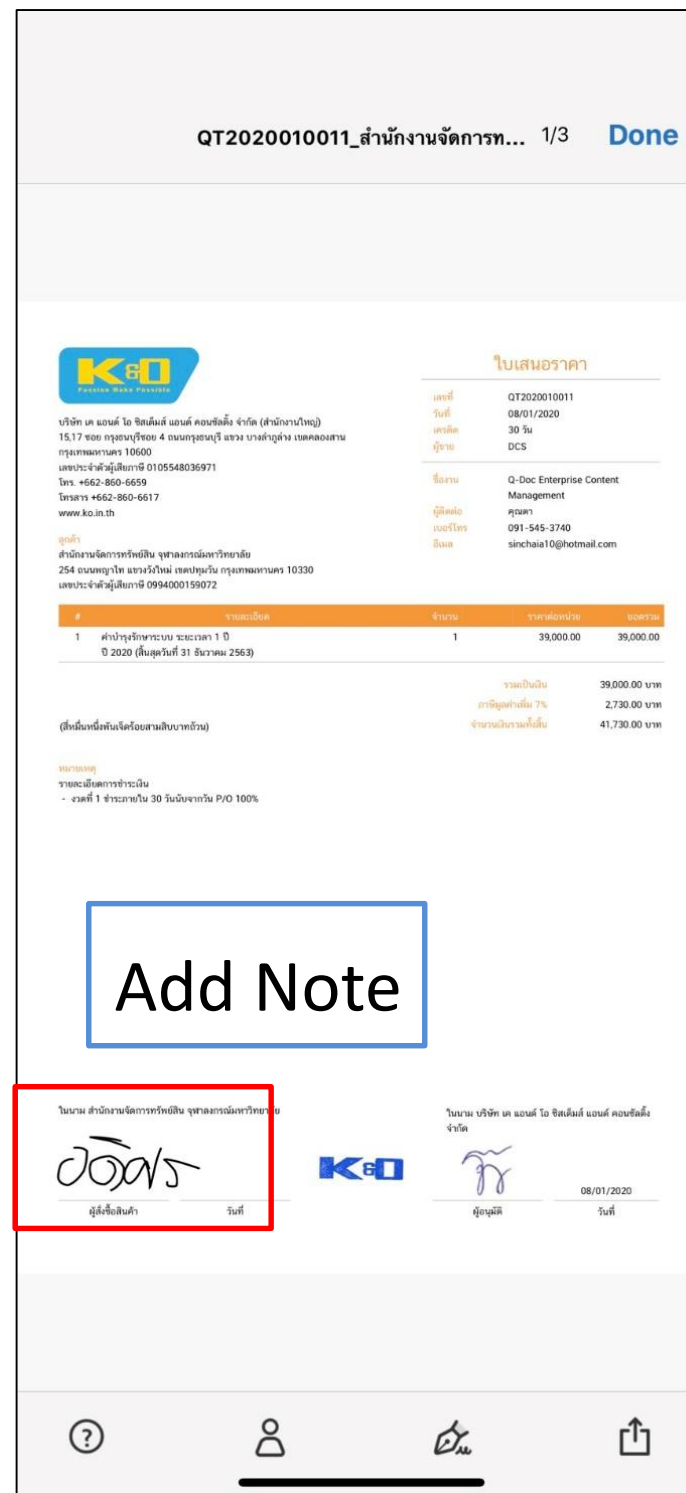 QT2020010011_สำนักงานจัดการท... 1/3 Done
K&O
Passion Make Possible
ใบเสนอราคา
บริษัท เค แอนด์ โอ ซิสเต็มส์ แอนด์ คอนซัลติ้ง จำกัด (สำนักงานใหญ่)
15,17 ซอย กรุงธนบุรีซอย 4 ถนนกรุงธนบุรี แขวง บางลำภูล่าง เขตคลองสาน
กรุงเทพมหานคร 10600
เลขประจำตัวผู้เสียภาษี 0105548036971
โทร. +662-860-6659
โทรสาร +662-860-6617
www.ko.in.th
เลขที่ QT2020010011
วันที่ 08/01/2020
เครดิต 30 วัน
ผู้ขาย DCS
ชื่องาน Q-Doc Enterprise Content
Management
ผู้ติดต่อ คุณตา
เบอร์โทร 091-545-3740
อีเมล sinchaia10@hotmail.com
ลูกค้า
สำนักงานจัดการทรัพย์สิน จุฬาลงกรณ์มหาวิทยาลัย
254 ถนนพญาไท แขวงวังใหม่ เขตปทุมวัน กรุงเทพมหานคร 10330
เลขประจำตัวผู้เสียภาษี 0994000159072
# รายละเอียด จำนวน ราคาต่อหน่วย ยอดรวม
1 ค่าบำรุงรักษาระบบ ระยะเวลา 1 ปี 1 39,000.00 39,000.00
ปี 2020 (สิ้นสุดวันที่ 31 ธันวาคม 2563)
รวมเป็นเงิน 39,000.00 บาท
ภาษีมูลค่าเพิ่ม 7% 2,730.00 บาท
(สี่หมื่นหนึ่งพันเจ็ดร้อยสามสิบบาทถ้วน) จำนวนเงินรวมทั้งสิ้น 41,730.00 บาท
หมายเหตุ
รายละเอียดการชำระเงิน
- งวดที่ 1 ชำระภายใน 30 วันนับจากวัน P/O 100%
Add Note
ในนาม สำนักงานจัดการทรัพย์สิน จุฬาลงกรณ์มหาวิทยาลัย
ในนาม บริษัท เค แอนด์ โอ ซิสเต็มส์ แอนด์ คอนซัลติ้ง
จำกัด
K&O
08/01/2020
ผู้สั่งซื้อสินค้า วันที่ ผู้อนุมัติ วันที่